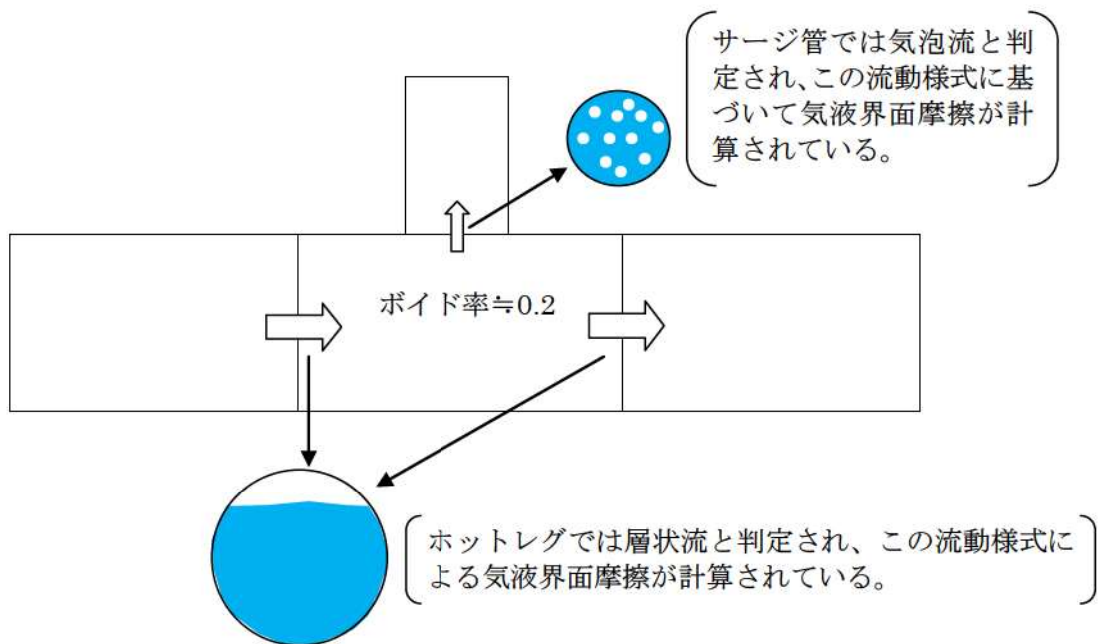 サージ管では気泡流と判
定され、この流動様式に基
づいて気液界面摩擦が計
算されている。
ボイド率≒0.2
ホットレグでは層状流と判定され、この流動様式に
よる気液界面摩擦が計算されている。